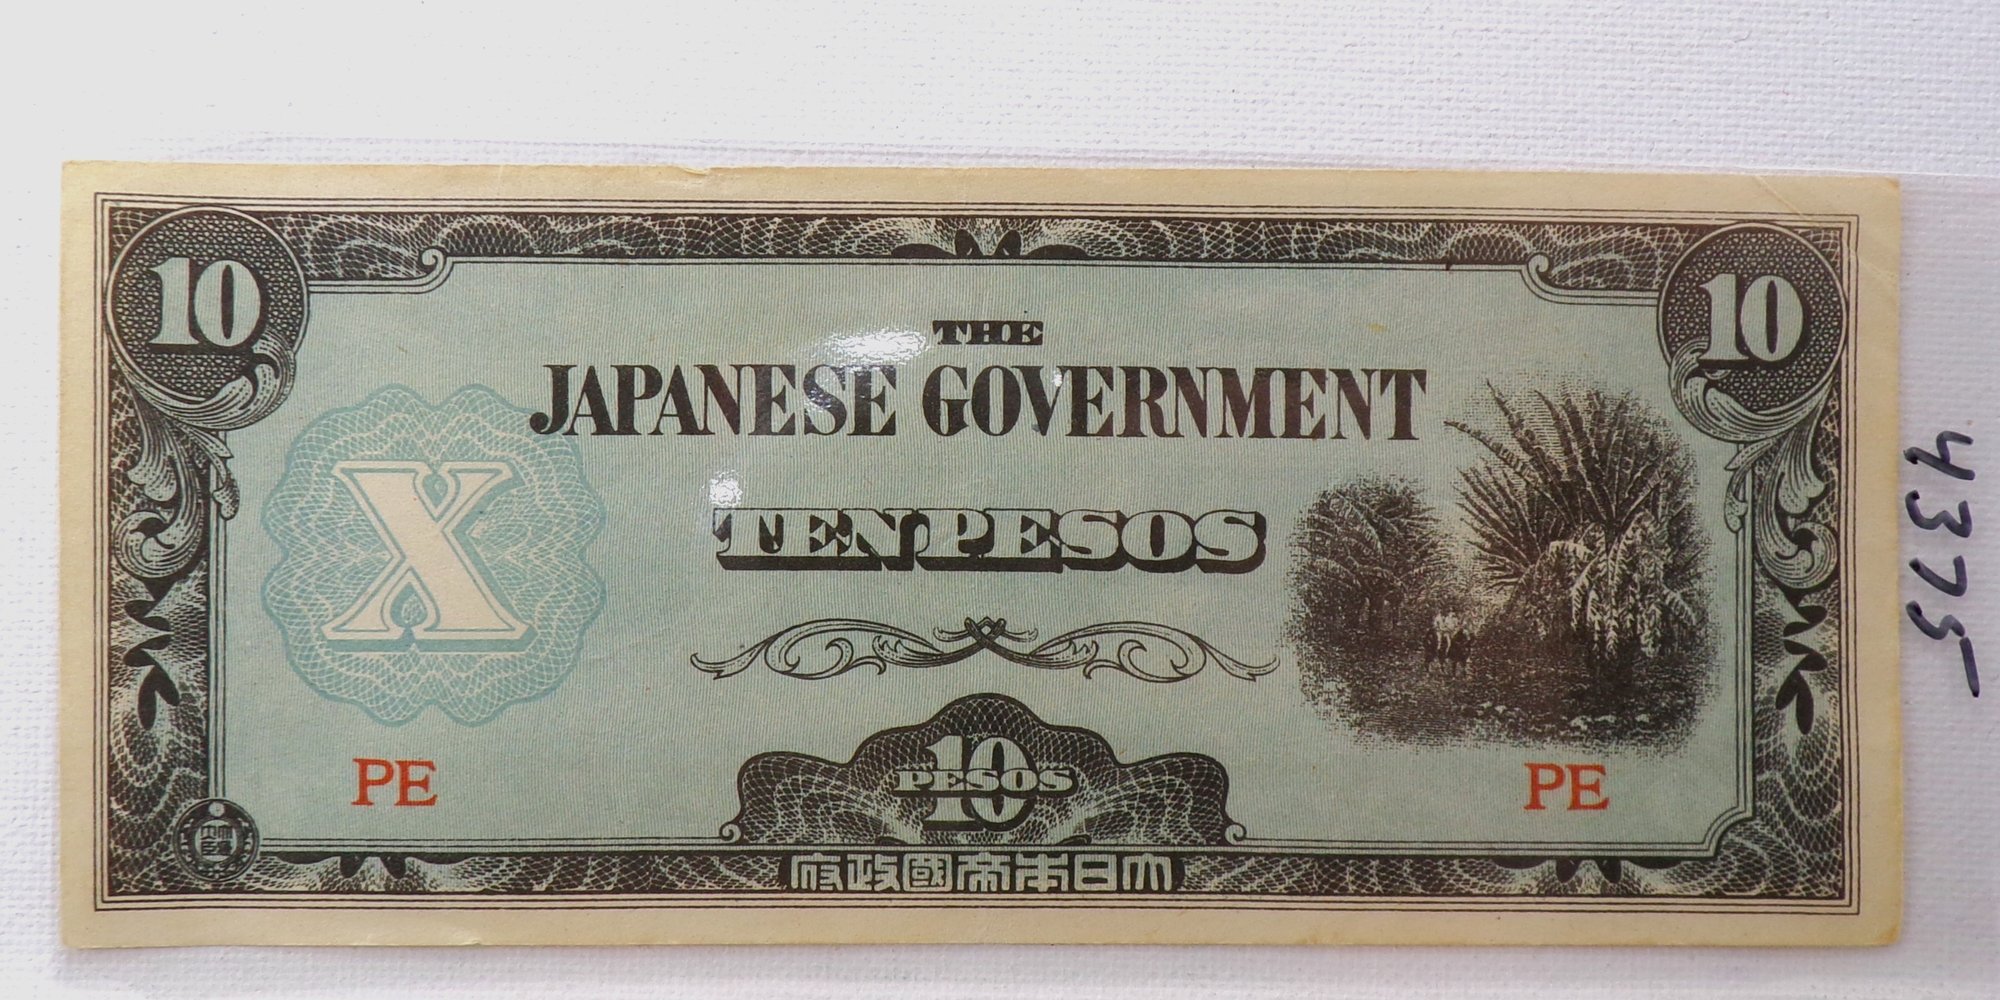 10
10
THE
JAPANESE GOVERNMENT
X
TEN PESOS
PE
PE
10
PESOS
府政國帝本日大
4375